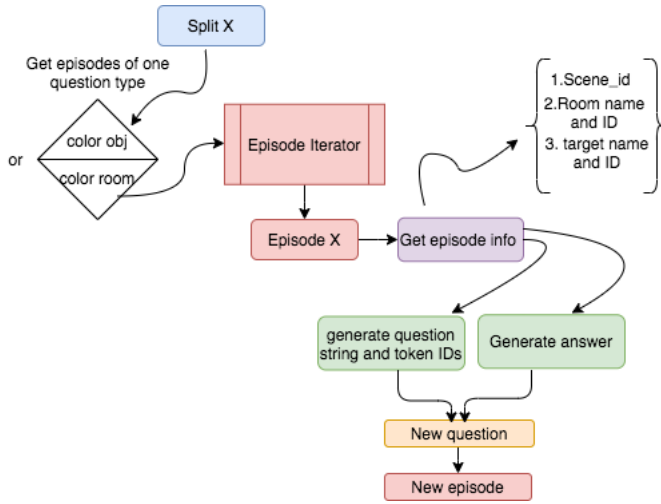 Split X
Get episodes of one
question type
or
color obj
color room
Episode Iterator
1.Scene_id
2.Room name
and ID
3. target name
and ID
Episode X
Get episode info
generate question
string and token IDs
Generate answer
New question
New episode